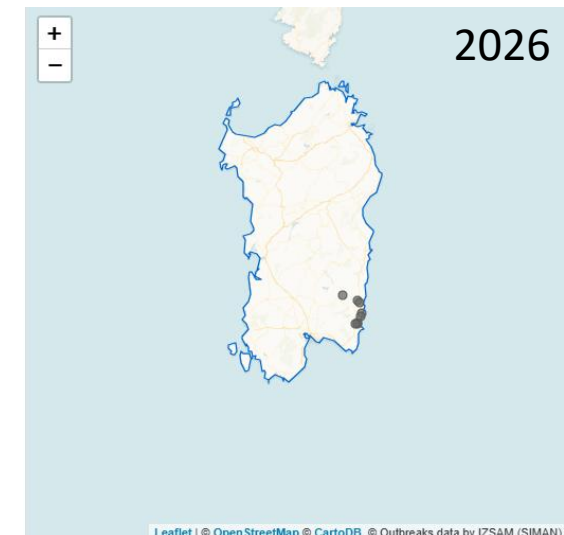 +
2026
−
Leaflet | © OpenStreetMap © CartoDB, © Outbreaks data by IZSAM (SIMAN)